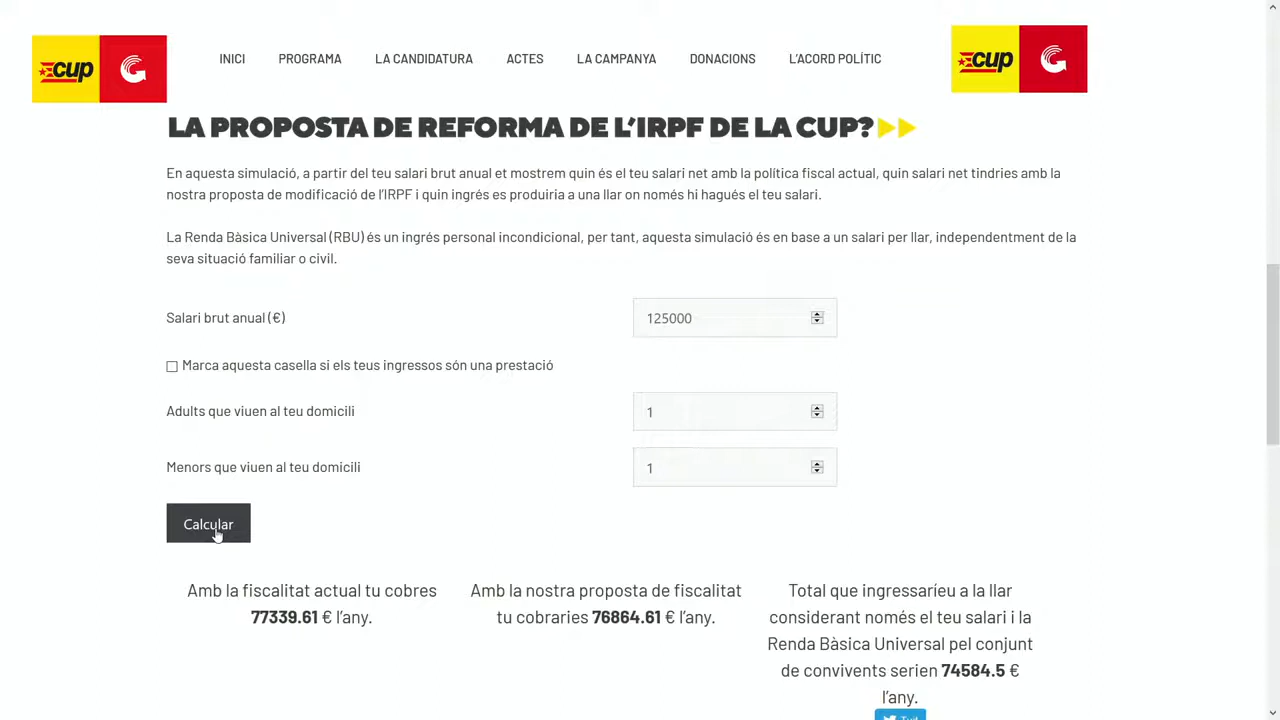 cup
INICI
PROGRAMA
LA CANDIDATURA
ACTES
LA CAMPANYA
DONACIONS
L'ACORD POLÍTIC
cup
LA PROPOSTA DE REFORMA DE L'IRPF DE LA CUP?
En aquesta simulació, a partir del teu salari brut anual et mostrem quin és el teu salari net amb la política fiscal actual, quin salari net tindries amb la
nostra proposta de modificació de l'IRPF i quin ingrés es produiria a una llar on només hi hagués el teu salari.
La Renda Bàsica Universal (RBU) és un ingrés personal incondicional, per tant, aquesta simulació és en base a un salari per llar, independentment de la
seva situació familiar o civil.
Salari brut anual (€)
125000
Marca aquesta casella si els teus ingressos són una prestació
Adults que viuen al teu domicili
1
Menors que viuen al teu domicili
1
Calcular
Amb la fiscalitat actual tu cobres
77339.61 € l'any.
Amb la nostra proposta de fiscalitat
tu cobraries 76864.61 € l'any.
Total que ingressaríeu a la llar
considerant només el teu salari i la
Renda Bàsica Universal pel conjunt
de convivents serien 74584.5 €
l'any.